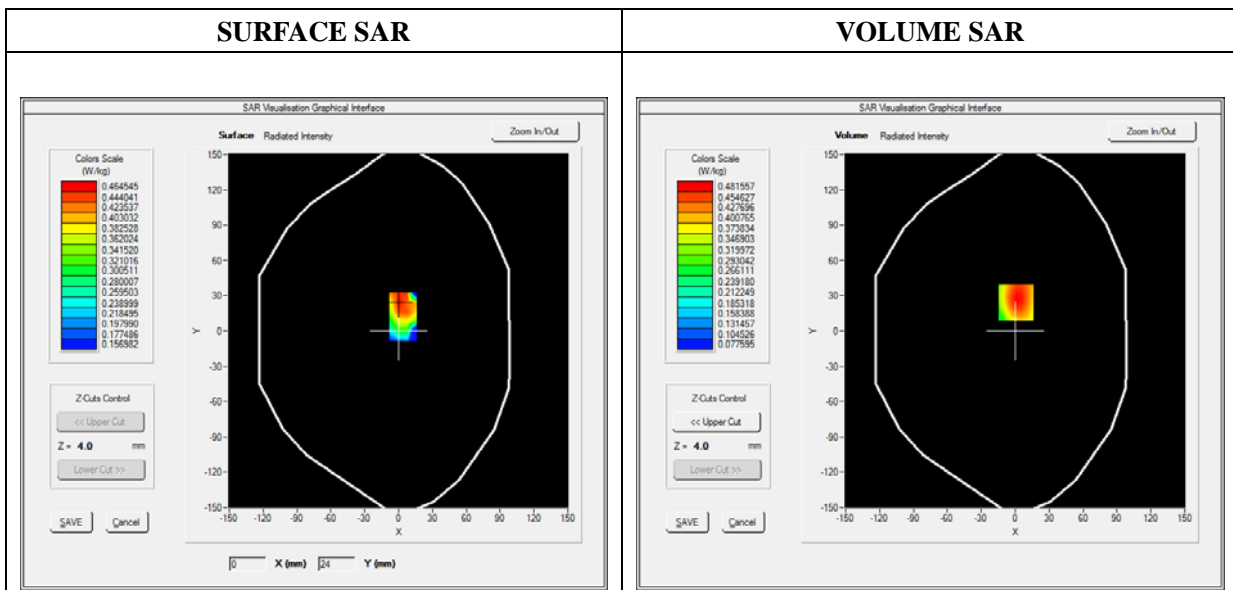 SURFACE SAR
VOLUME SAR
SAR Visualisation Graphical Interface
Surface Radiated Intensity
Zoom In/Out
Colors Scale
(W/kg)
0.464545
0.444041
0.423537
0.403032
0.382528
0.362024
0.341520
0.321016
0.300511
0.280007
0.259503
0.238999
0.218495
0.197990
0.177486
0.156982
Z-Cuts Control
<< Upper Cut
Z = 4.0 mm
Lower Cut >>
SAVE
Cancel
Y
150
120
90
60
30
0
-30
-60
-90
-120
-150
-150 -120 -90 -60 -30 0 30 60 90 120 150
X
0 X (mm) 24 Y (mm)
SAR Visualisation Graphical Interface
Volume Radiated Intensity
Zoom In/Out
Colors Scale
(W/kg)
0.481557
0.454627
0.427696
0.400765
0.373834
0.346903
0.319972
0.293042
0.266111
0.239180
0.212249
0.185318
0.158388
0.131457
0.104526
0.077595
Z-Cuts Control
<< Upper Cut
Z = 4.0 mm
Lower Cut >>
SAVE
Cancel
Y
150
120
90
60
30
0
-30
-60
-90
-120
-150
-150 -120 -90 -60 -30 0 30 60 90 120 150
X